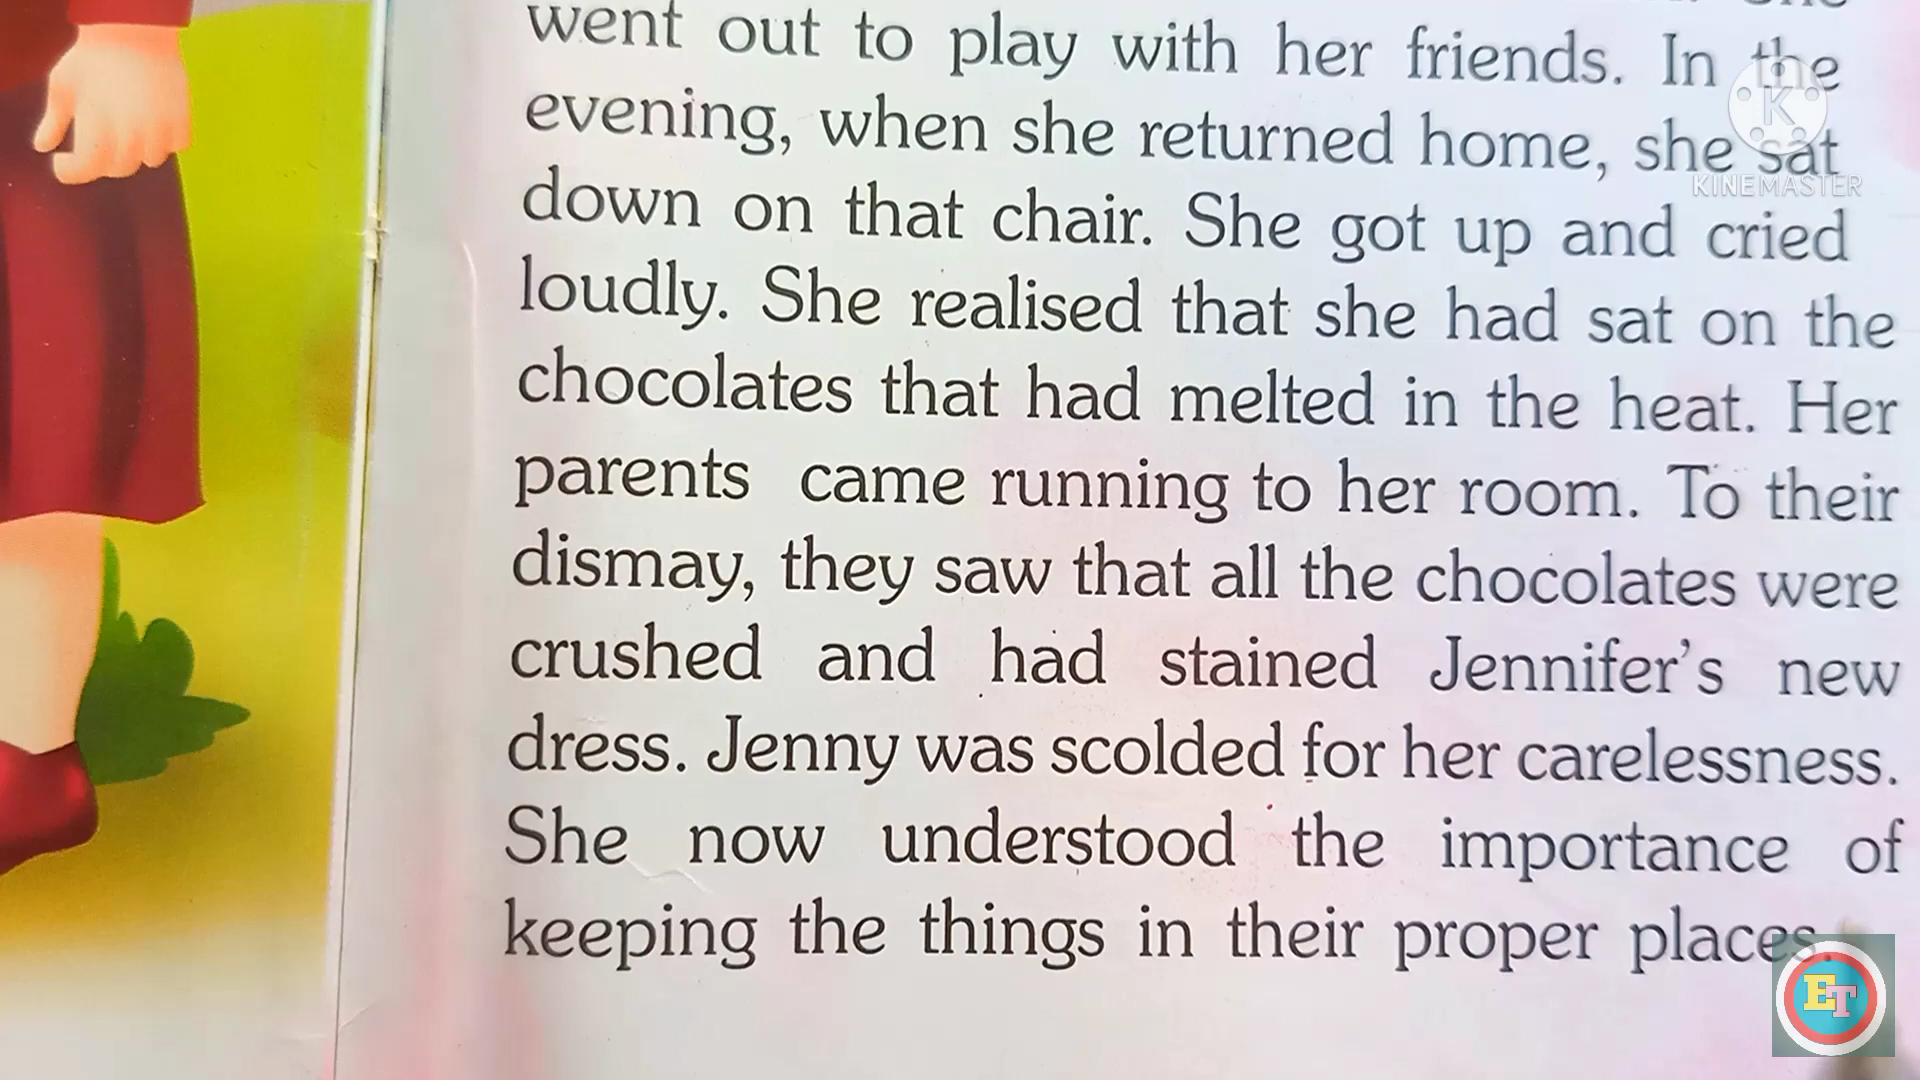 went out to play with her friends. In the
evening, when she returned home, she sat
down on that chair. She got up and cried
loudly. She realised that she had sat on the
chocolates that had melted in the heat. Her
parents came running to her room. To their
dismay, they saw that all the chocolates were
crushed and had stained Jennifer's new
dress. Jenny was scolded for her carelessness.
She now understood the importance of
keeping the things in their proper places.
K
KINEMASTER
ET